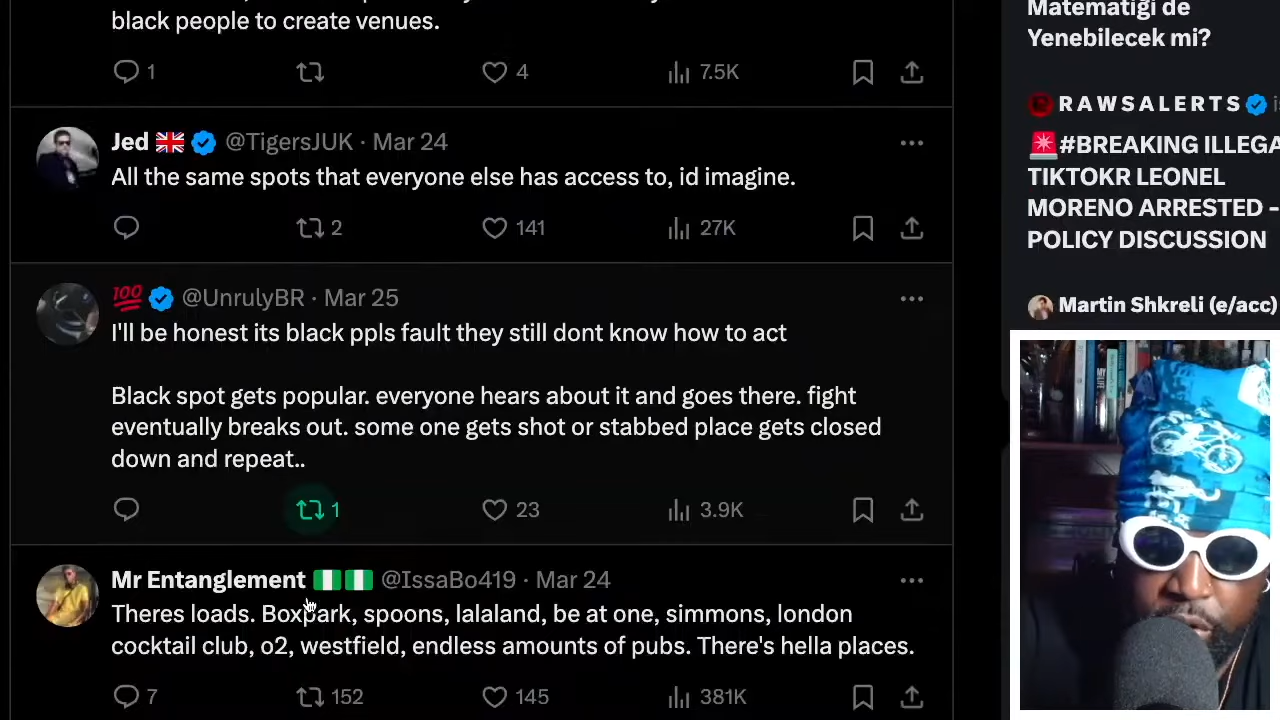 black people to create venues.
1 4 7.5K
Jed 🇬🇧 @TigersJUK · Mar 24
All the same spots that everyone else has access to, id imagine.
2 141 27K
💯 @UnrulyBR · Mar 25
I'll be honest its black ppls fault they still dont know how to act
Black spot gets popular. everyone hears about it and goes there. fight
eventually breaks out. some one gets shot or stabbed place gets closed
down and repeat..
1 23 3.9K
Mr Entanglement 🇳🇬🇳🇬 @IssaBo419 · Mar 24
Theres loads. Boxpark, spoons, lalaland, be at one, simmons, london
cocktail club, o2, westfield, endless amounts of pubs. There's hella places.
7 152 145 381K
Matematiği de
Yenebilecek mi?
R A W S A L E R T S
🚨#BREAKING ILLEGA
TIKTOKR LEONEL
MORENO ARRESTED -
POLICY DISCUSSION
Martin Shkreli (e/acc)